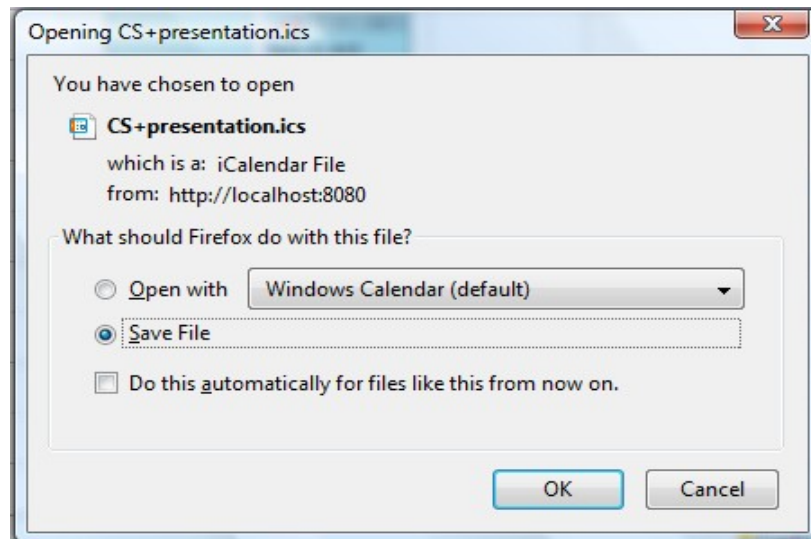 Opening CS+presentation.ics
You have chosen to open
CS+presentation.ics
which is a: iCalendar File
from: http://localhost:8080
What should Firefox do with this file?
Open with Windows Calendar (default)
Save File
Do this automatically for files like this from now on.
OK Cancel